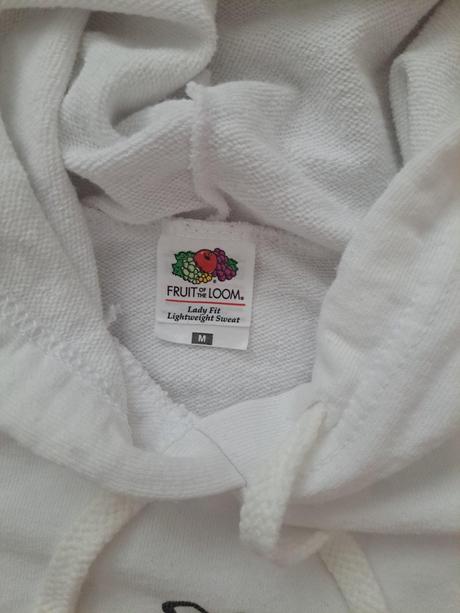 FRUIT OF THE LOOM®
Lady Fit
Lightweight Sweat
M